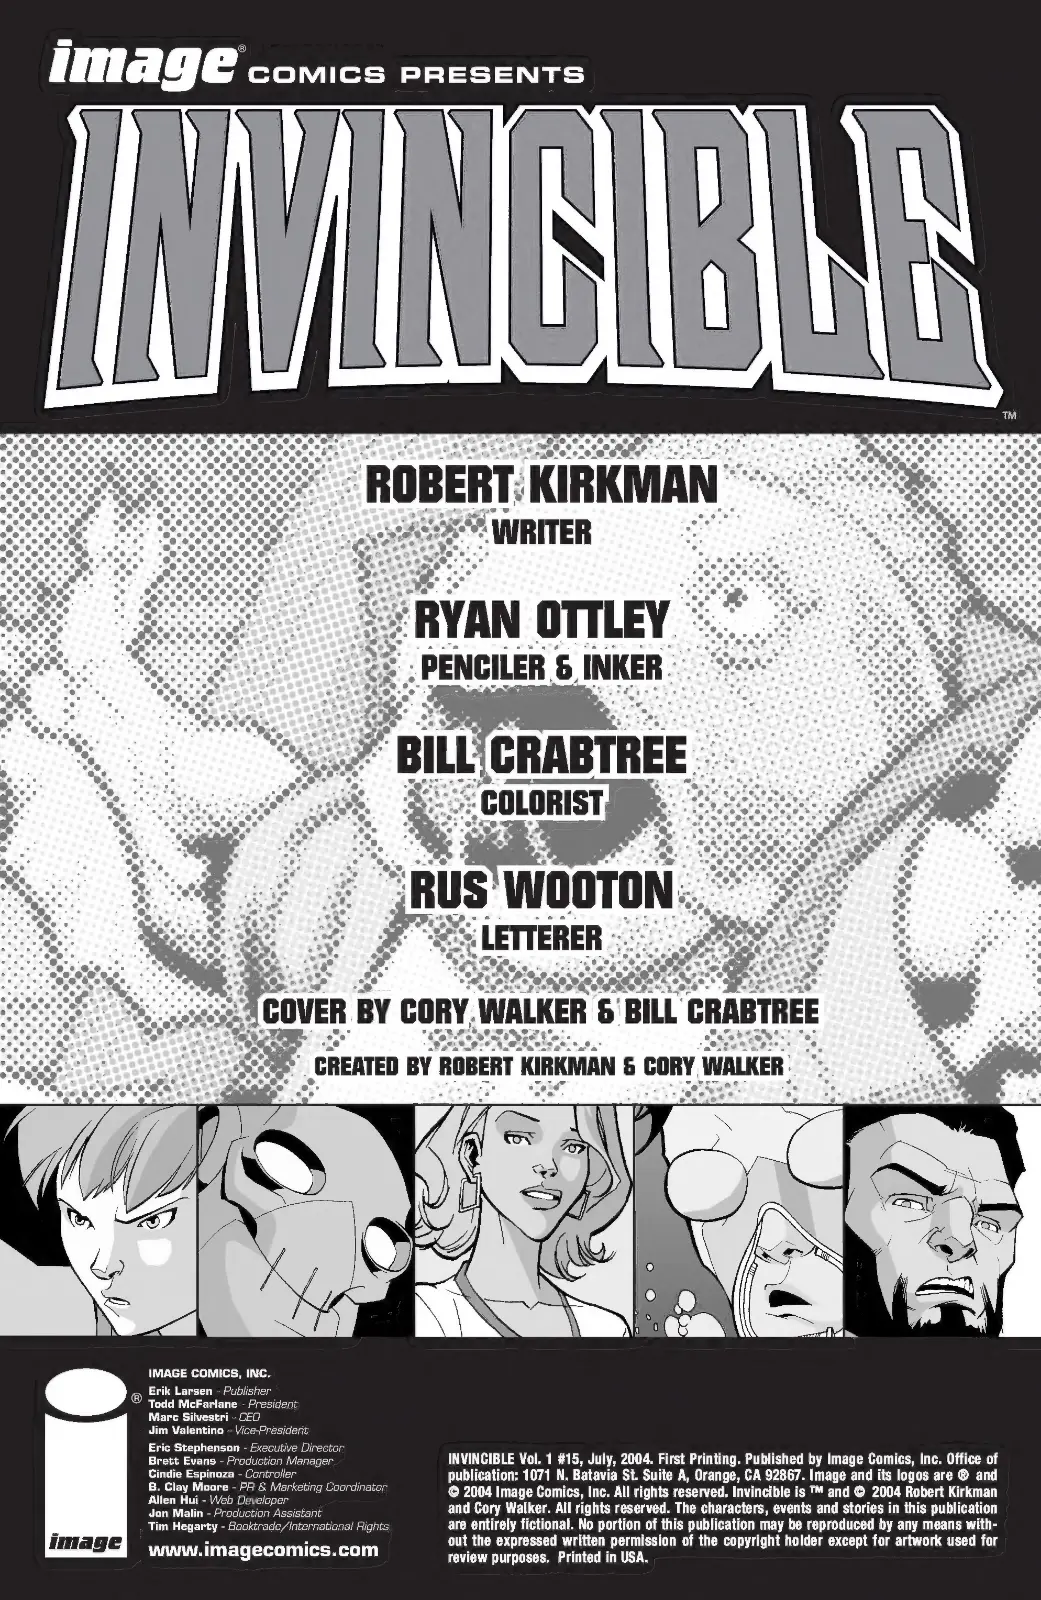 image® COMICS PRESENTS
INVINCIBLE
™
ROBERT KIRKMAN
WRITER
RYAN OTTLEY
PENCILER & INKER
BILL CRABTREE
COLORIST
RUS WOOTON
LETTERER
COVER BY CORY WALKER & BILL CRABTREE
CREATED BY ROBERT KIRKMAN & CORY WALKER
®
image
IMAGE COMICS, INC.
Erik Larsen - Publisher
Todd McFarlane - President
Marc Silvestri - CEO
Jim Valentino - Vice-President
Eric Stephenson - Executive Director
Brett Evans - Production Manager
Cindie Espinoza - Controller
B. Clay Moore - PR & Marketing Coordinator
Allen Hui - Web Developer
Jon Malin - Production Assistant
Tim Hegarty - Booktrade/International Rights
www.imagecomics.com
INVINCIBLE Vol. 1 #15, July, 2004. First Printing. Published by Image Comics, Inc. Office of
publication: 1071 N. Batavia St. Suite A, Orange, CA 92867. Image and its logos are ® and
© 2004 Image Comics, Inc. All rights reserved. Invincible is ™ and © 2004 Robert Kirkman
and Cory Walker. All rights reserved. The characters, events and stories in this publication
are entirely fictional. No portion of this publication may be reproduced by any means with-
out the expressed written permission of the copyright holder except for artwork used for
review purposes. Printed in USA.